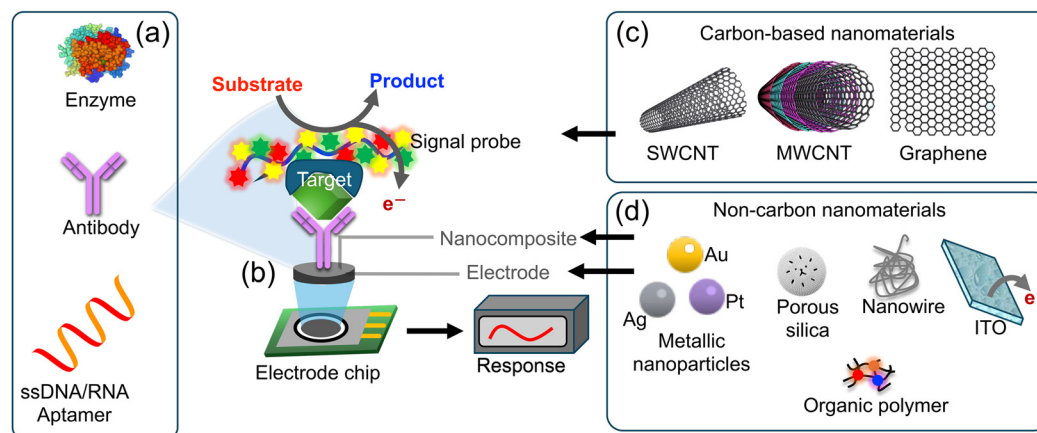 (a)
Enzyme
Antibody
ssDNA/RNA
Aptamer
Substrate
Product
Signal probe
Target
e⁻
Nanocomposite
(b)
Electrode
Electrode chip
Response
(c)
Carbon-based nanomaterials
SWCNT
MWCNT
Graphene
(d)
Non-carbon nanomaterials
Au
Ag
Pt
Metallic
nanoparticles
Porous
silica
Nanowire
e
ITO
Organic polymer